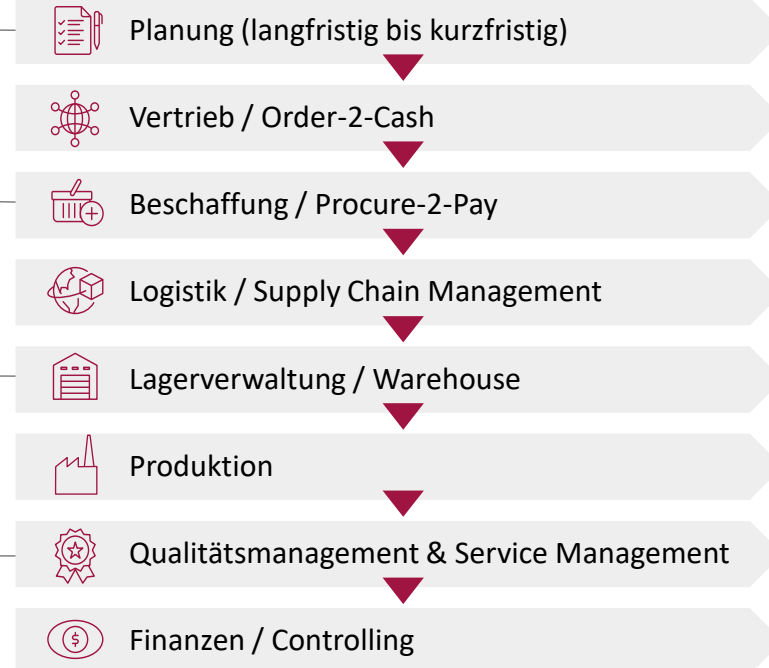 Planung (langfristig bis kurzfristig)
Vertrieb / Order-2-Cash
Beschaffung / Procure-2-Pay
Logistik / Supply Chain Management
Lagerverwaltung / Warehouse
Produktion
Qualitätsmanagement & Service Management
$ Finanzen / Controlling